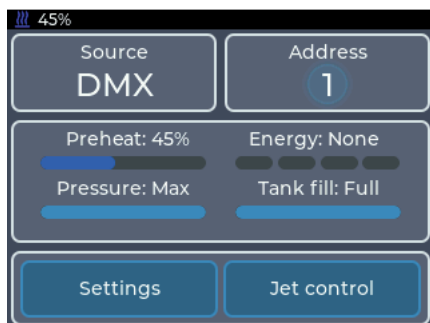 45%
Source
Address
DMX
1
Preheat: 45%
Energy: None
Pressure: Max
Tank fill: Full
Settings
Jet control